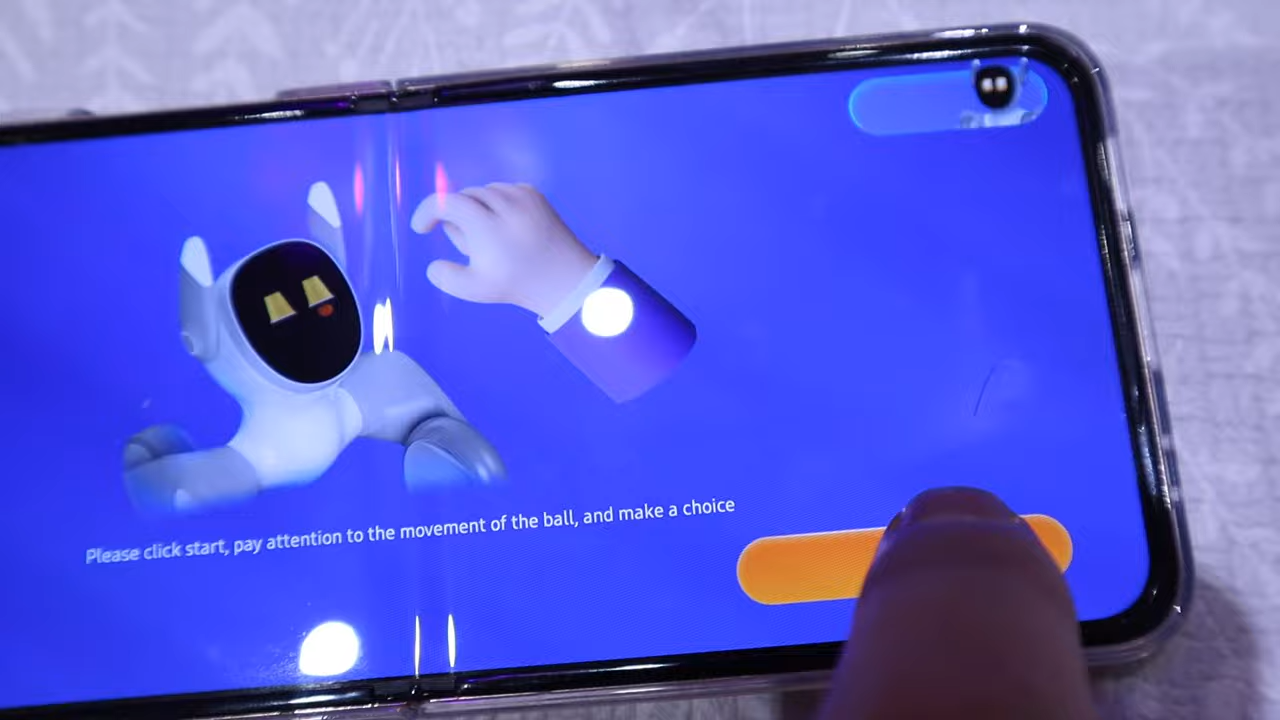 Please click start, pay attention to the movement of the ball, and make a choice